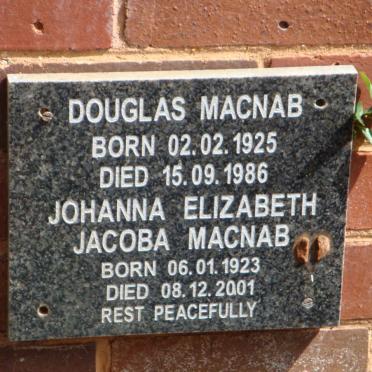 DOUGLAS MACNAB
BORN 02.02.1925
DIED 15.09.1986
JOHANNA ELIZABETH
JACOBA MACNAB
BORN 06.01.1923
DIED 08.12.2001
REST PEACEFULLY